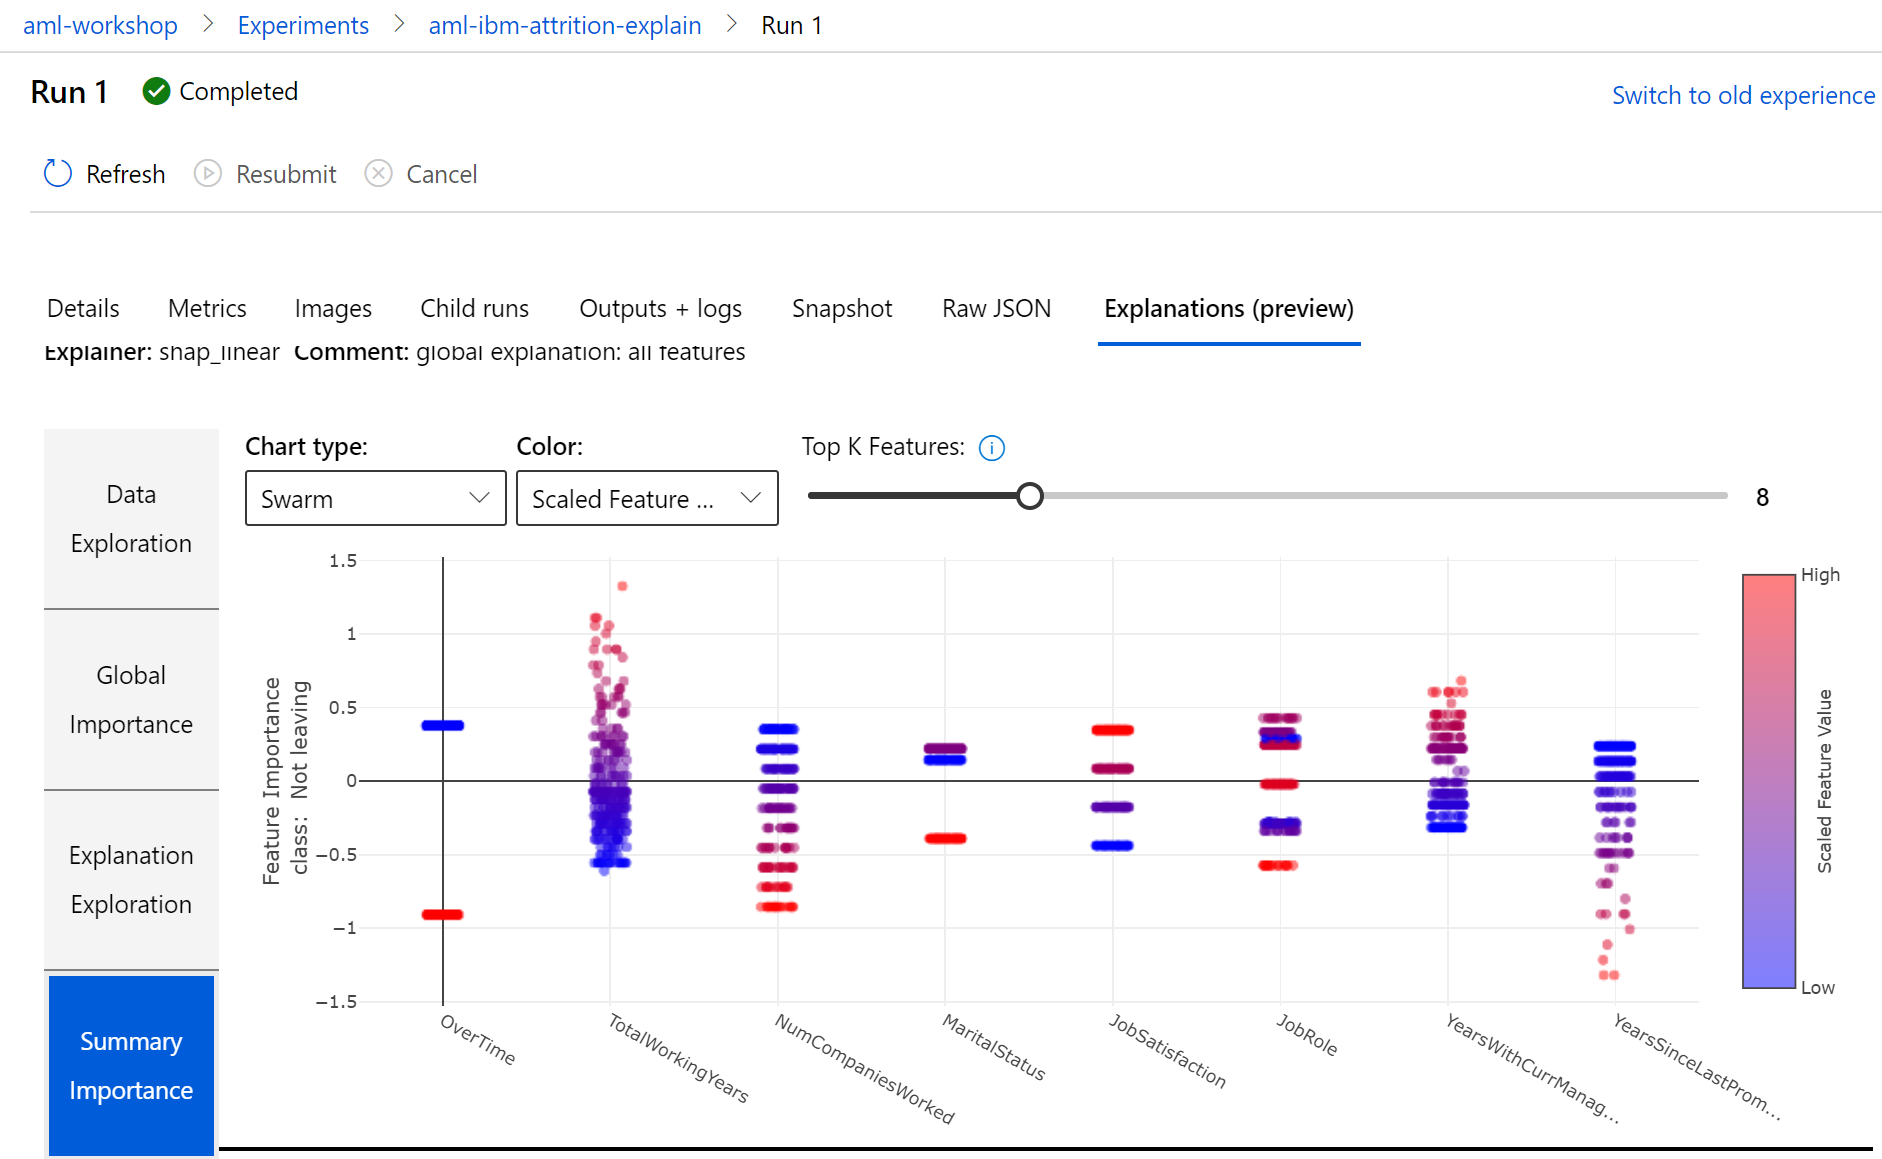 aml-workshop > Experiments > aml-ibm-attrition-explain > Run 1
Run 1 Completed
Switch to old experience
Refresh Resubmit Cancel
Details Metrics Images Child runs Outputs + logs Snapshot Raw JSON Explanations (preview)
Explainer: shap_linear Comment: global explanation: all features
Data
Exploration
Global
Importance
Explanation
Exploration
Summary
Importance
Chart type:
Swarm
Color:
Scaled Feature ...
Top K Features:
8
1.5
1
0.5
0
−0.5
−1
−1.5
Feature Importance
class: Not leaving
OverTime
TotalWorkingYears
NumCompaniesWorked
MaritalStatus
JobSatisfaction
JobRole
YearsWithCurrManag...
YearsSinceLastProm...
High
Low
Scaled Feature Value